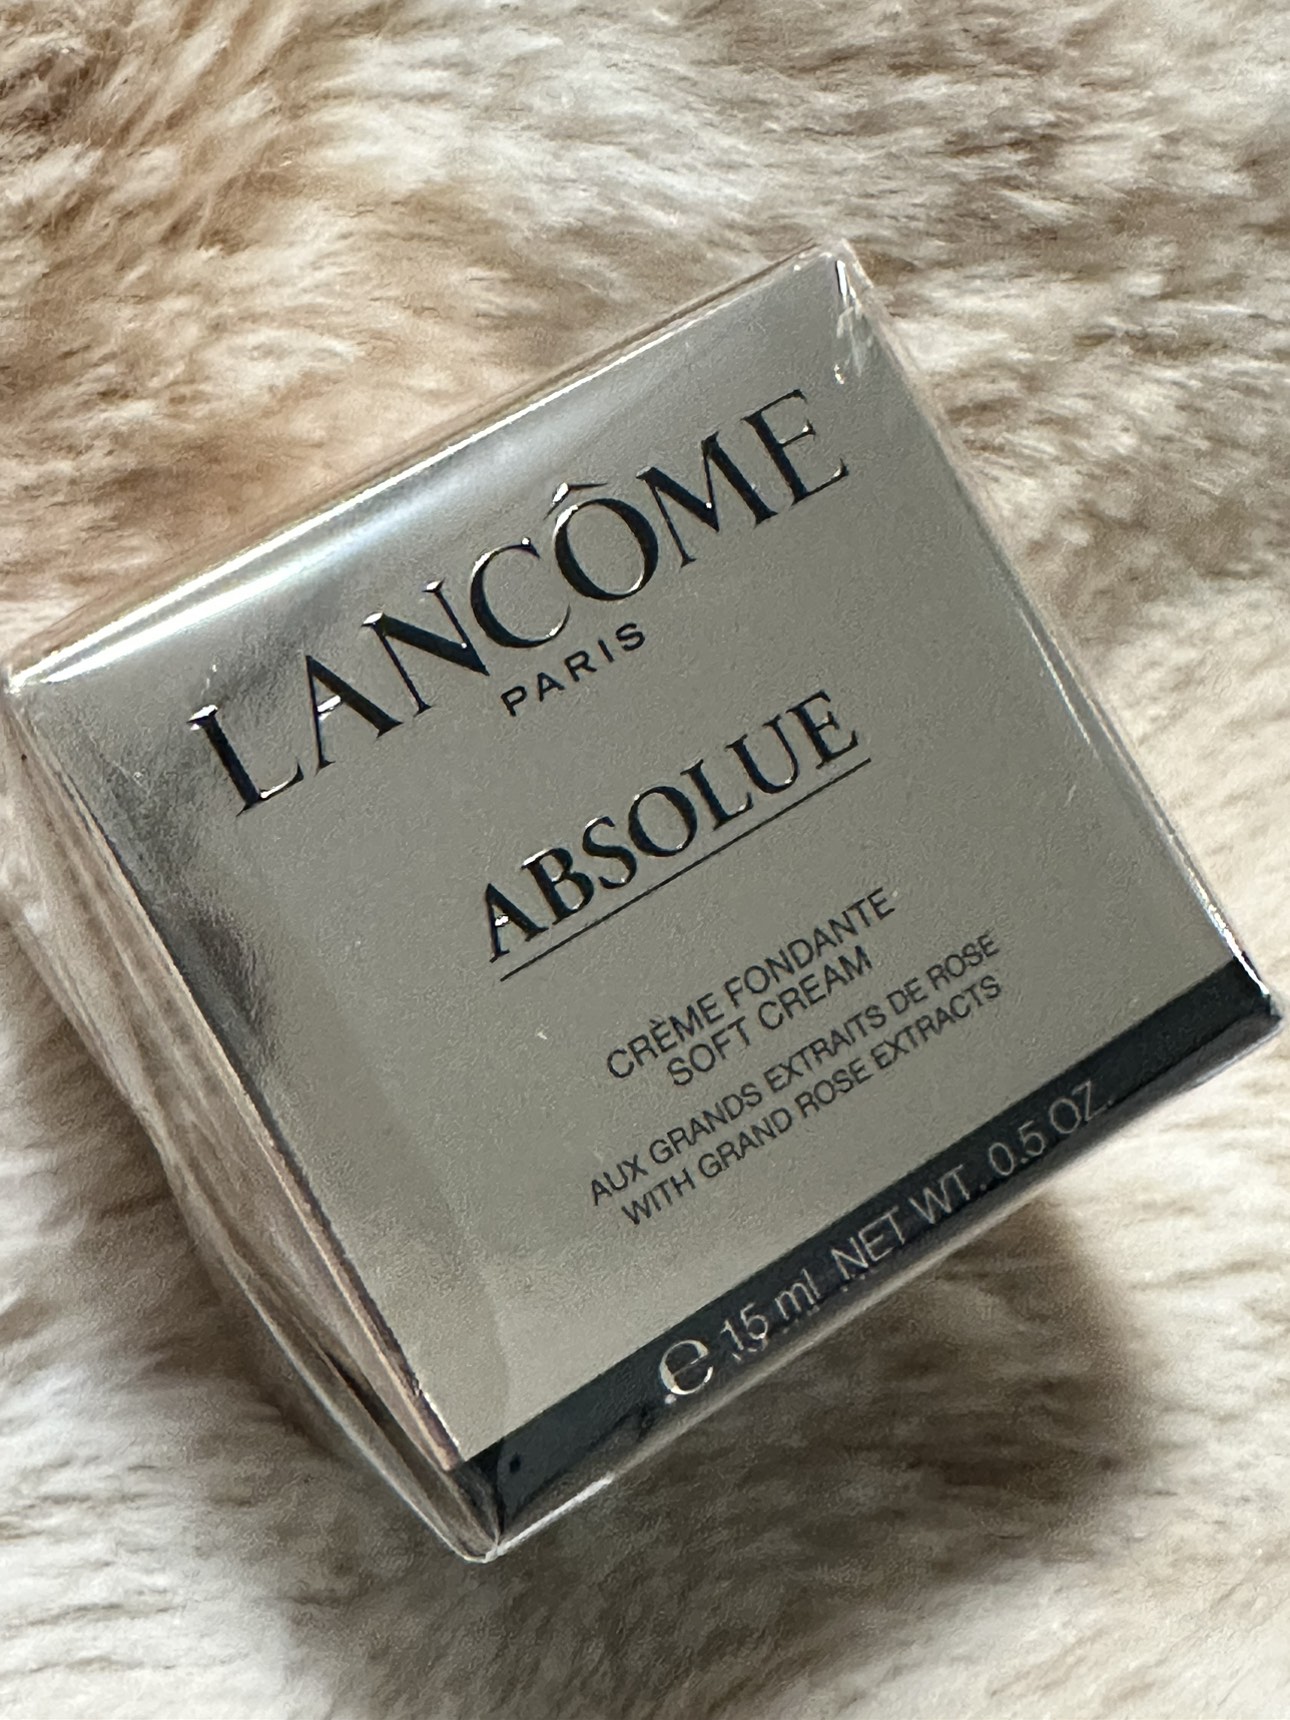 LANCÔME
PARIS
ABSOLUE
CRÈME FONDANTE
SOFT CREAM
AUX GRANDS EXTRAITS DE ROSE
WITH GRAND ROSE EXTRACTS
℮ 15 ml NET WT. 0.5 OZ.